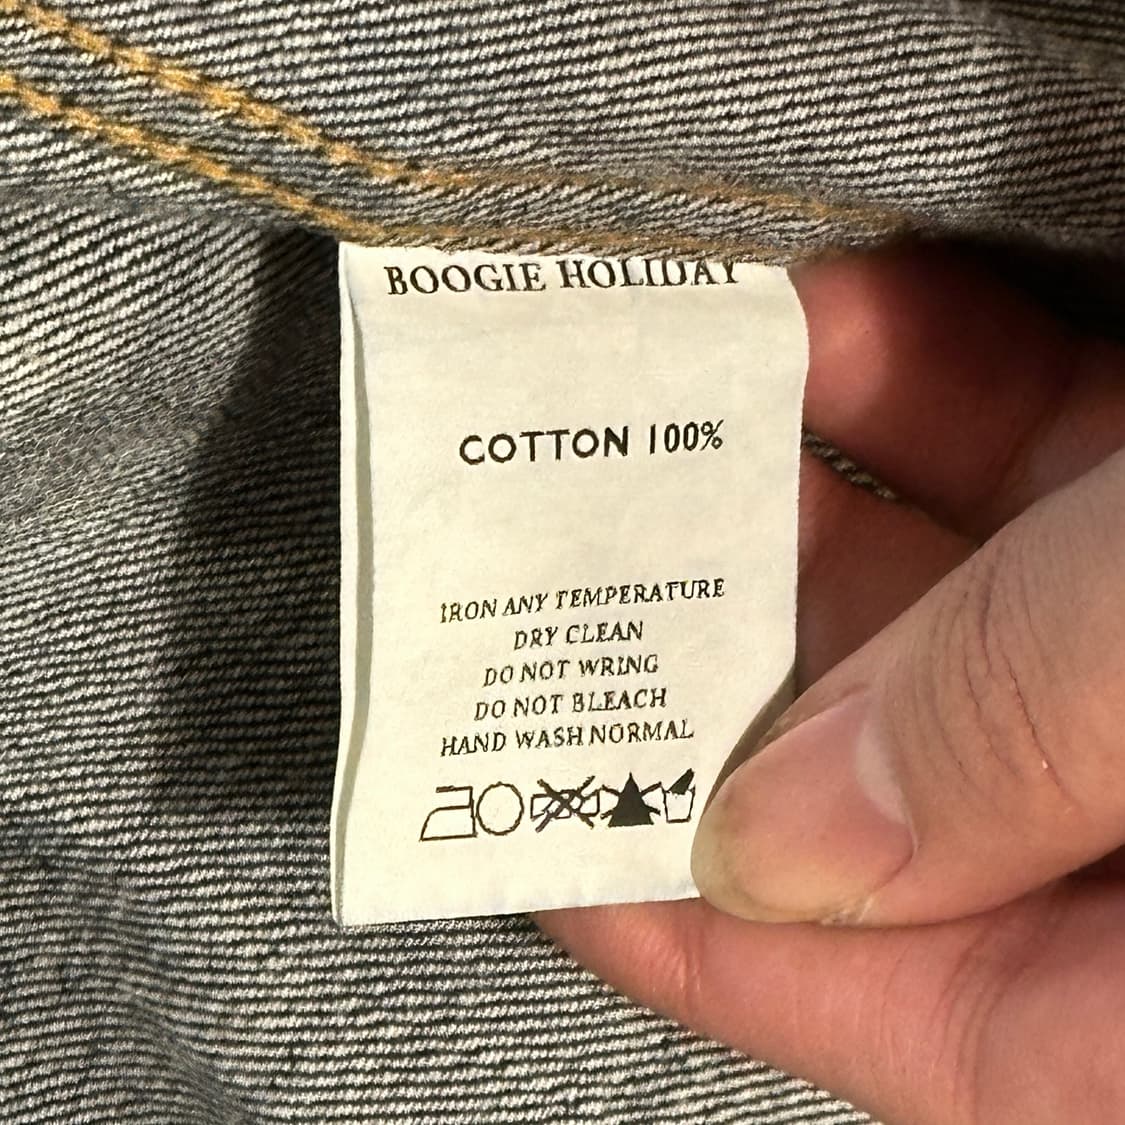 BOOGIE HOLIDAY
COTTON 100%
IRON ANY TEMPERATURE
DRY CLEAN
DO NOT WRING
DO NOT BLEACH
HAND WASH NORMAL